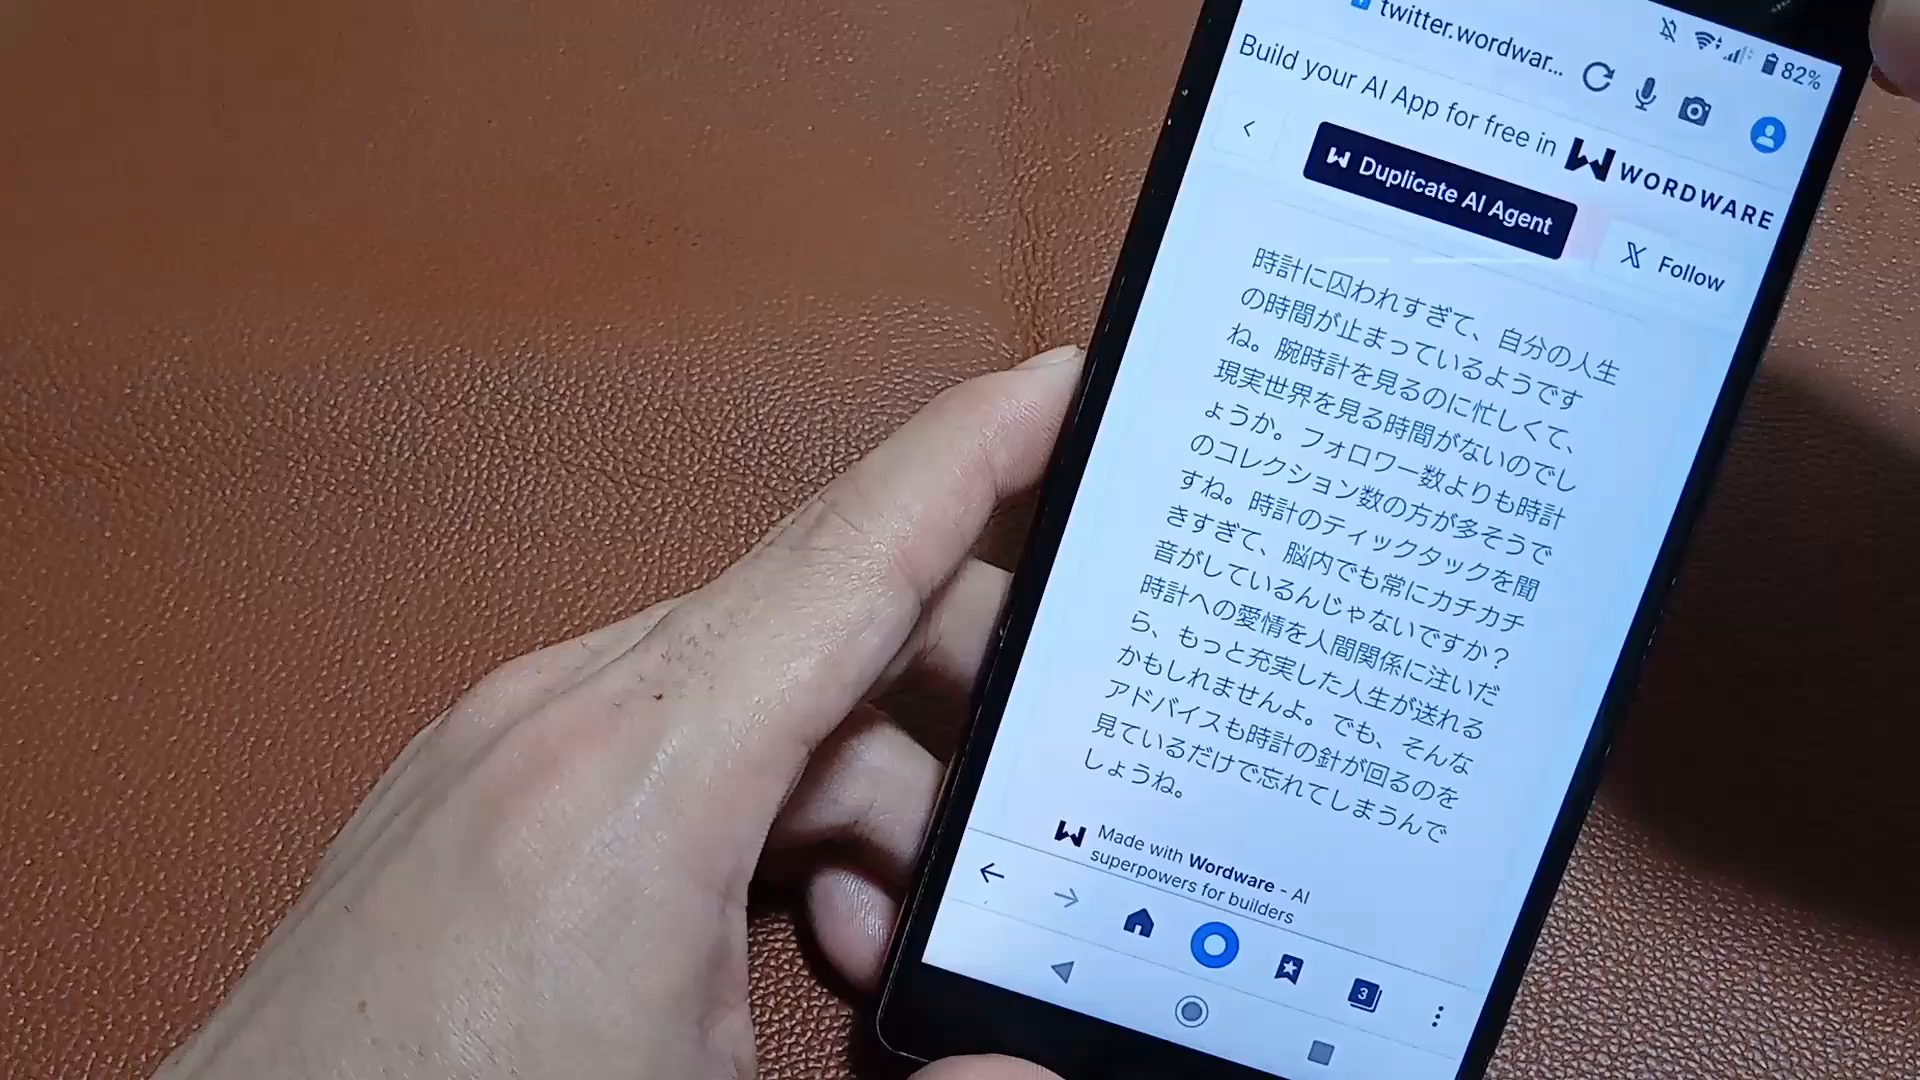 twitter.wordwar...
82%
Build your AI App for free in WORDWARE
Duplicate AI Agent
Follow
時計に囚われすぎて、自分の人生
の時間が止まっているようです
ね。腕時計を見るのに忙しくて、
現実世界を見る時間がないのでし
ょうか。フォロワー数よりも時計
のコレクション数の方が多そうで
すね。時計のティックタックを聞
きすぎて、脳内でも常にカチカチ
音がしているんじゃないですか？
時計への愛情を人間関係に注いだ
ら、もっと充実した人生が送れる
かもしれませんよ。でも、そんな
アドバイスも時計の針が回るのを
見ているだけで忘れてしまうんで
しょうね。
Made with Wordware - AI
superpowers for builders
3